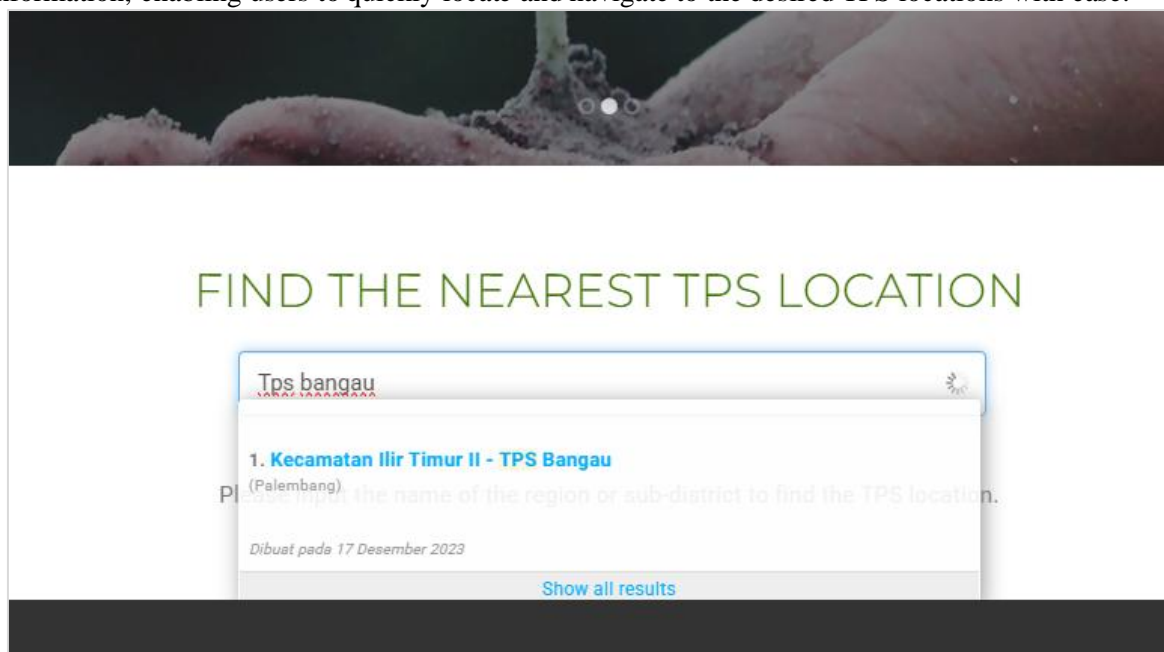 information, enabling users to quickly locate and navigate to the desired TPS locations with ease.
FIND THE NEAREST TPS LOCATION
Tps bangau
1. Kecamatan Ilir Timur II - TPS Bangau
(Palembang)
Please input the name of the region or sub-district to find the TPS location.
Dibuat pada 17 Desember 2023
Show all results